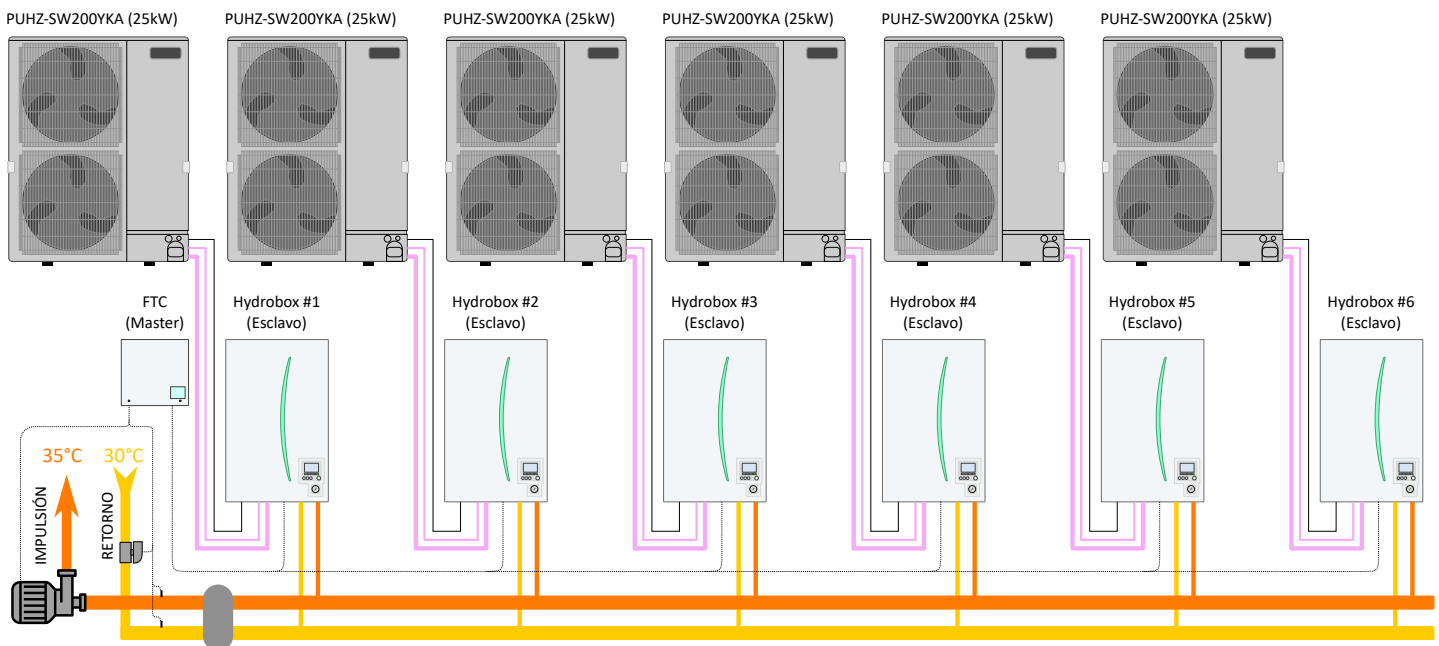 PUHZ-SW200YKA (25kW)
PUHZ-SW200YKA (25kW)
PUHZ-SW200YKA (25kW)
PUHZ-SW200YKA (25kW)
PUHZ-SW200YKA (25kW)
PUHZ-SW200YKA (25kW)
FTC
(Master)
Hydrobox #1
(Esclavo)
Hydrobox #2
(Esclavo)
Hydrobox #3
(Esclavo)
Hydrobox #4
(Esclavo)
Hydrobox #5
(Esclavo)
Hydrobox #6
(Esclavo)
35°C
30°C
IMPULSIÓN
RETORNO